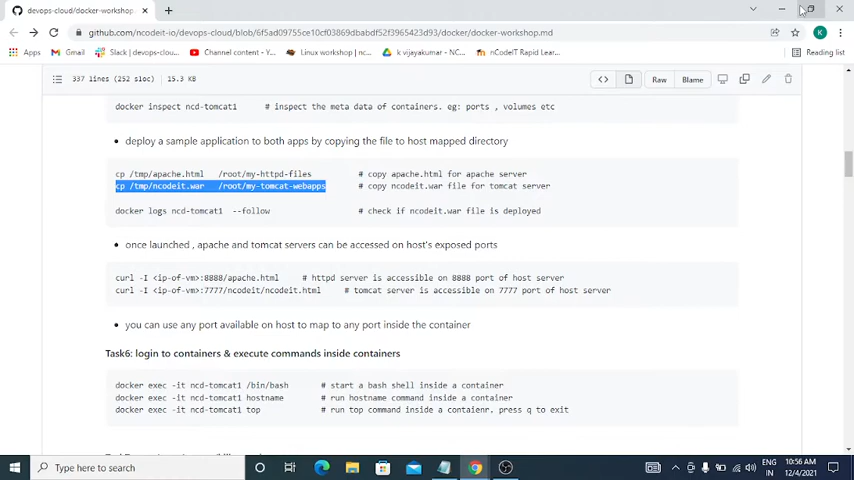 devops-cloud/docker-workshop
github.com/ncodeit-io/devops-cloud/blob/6f5ad09755ce10cf03869dbabdf52f3965423d93/docker/docker-workshop.md
K
Maps
Gmail
Slack | devops-clou...
Channel content - Y...
Linux workshop | nc...
k vijayakumar - NC...
nCodeIT Rapid Lear...
Reading list
337 lines (252 sloc) 15.3 KB
Raw
Blame
docker inspect ncd-tomcat1 # inspect the meta data of containers. eg: ports , volumes etc
• deploy a sample application to both apps by copying the file to host mapped directory
cp /tmp/apache.html /root/my-httpd-files # copy apache.html for apache server
cp /tmp/ncodeit.war /root/my-tomcat-webapps # copy ncodeit.war file for tomcat server
docker logs ncd-tomcat1 --follow # check if ncodeit.war file is deployed
• once launched , apache and tomcat servers can be accessed on host's exposed ports
curl -I <ip-of-vm>:8888/apache.html # httpd server is accessible on 8888 port of host server
curl -I <ip-of-vm>:7777/ncodeit/ncodeit.html # tomcat server is accessible on 7777 port of host server
• you can use any port available on host to map to any port inside the container
Task6: login to containers & execute commands inside containers
docker exec -it ncd-tomcat1 /bin/bash # start a bash shell inside a container
docker exec -it ncd-tomcat1 hostname # run hostname command inside a container
docker exec -it ncd-tomcat1 top # run top command inside a contaienr. press q to exit
Type here to search
ENG
IN
10:56 AM
12/4/2021